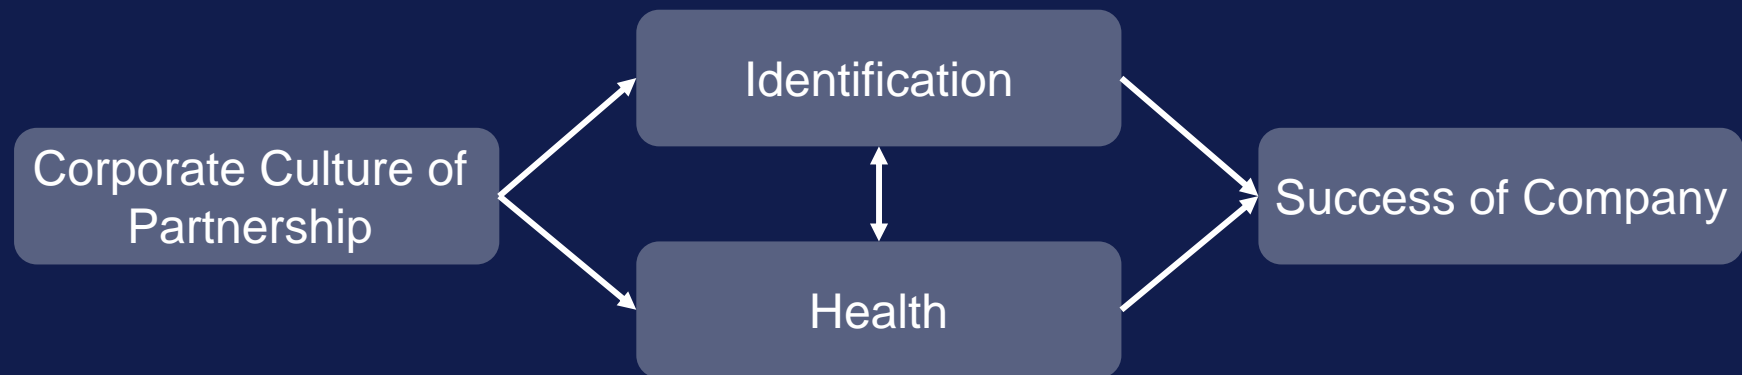 Identification
Corporate Culture of
Partnership
Success of Company
Health